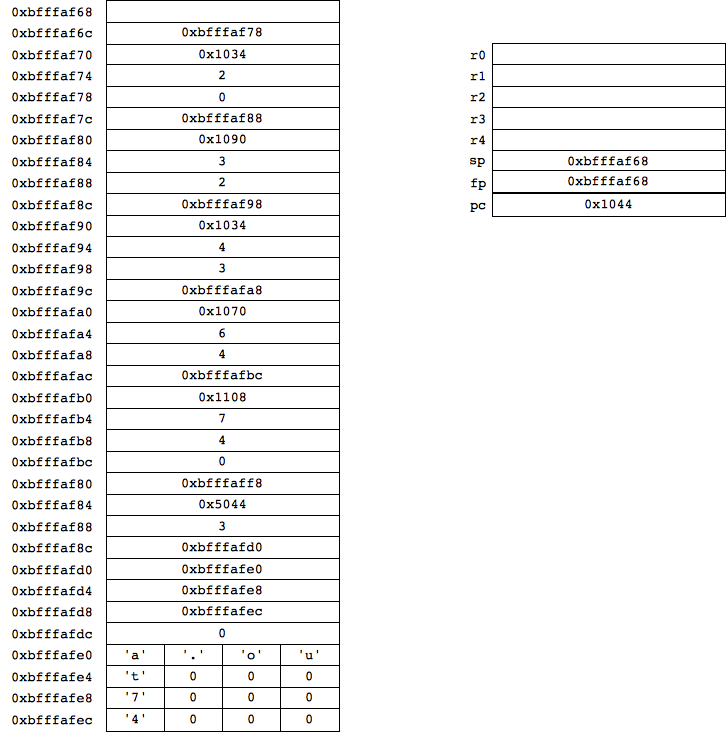 0xbfffaf68
0xbfffaf6c 0xbfffaf78
0xbfffaf70 0x1034 r0
0xbfffaf74 2 r1
0xbfffaf78 0 r2
0xbfffaf7c 0xbfffaf88 r3
0xbfffaf80 0x1090 r4
0xbfffaf84 3 sp 0xbfffaf68
0xbfffaf88 2 fp 0xbfffaf68
0xbfffaf8c 0xbfffaf98 pc 0x1044
0xbfffaf90 0x1034
0xbfffaf94 4
0xbfffaf98 3
0xbfffaf9c 0xbfffafa8
0xbfffafa0 0x1070
0xbfffafa4 6
0xbfffafa8 4
0xbfffafac 0xbfffafbc
0xbfffafb0 0x1108
0xbfffafb4 7
0xbfffafb8 4
0xbfffafbc 0
0xbfffaf80 0xbfffaff8
0xbfffaf84 0x5044
0xbfffaf88 3
0xbfffaf8c 0xbfffafd0
0xbfffafd0 0xbfffafe0
0xbfffafd4 0xbfffafe8
0xbfffafd8 0xbfffafec
0xbfffafdc 0
0xbfffafe0 'a' '.' 'o' 'u'
0xbfffafe4 't' 0 0 0
0xbfffafe8 '7' 0 0 0
0xbfffafec '4' 0 0 0